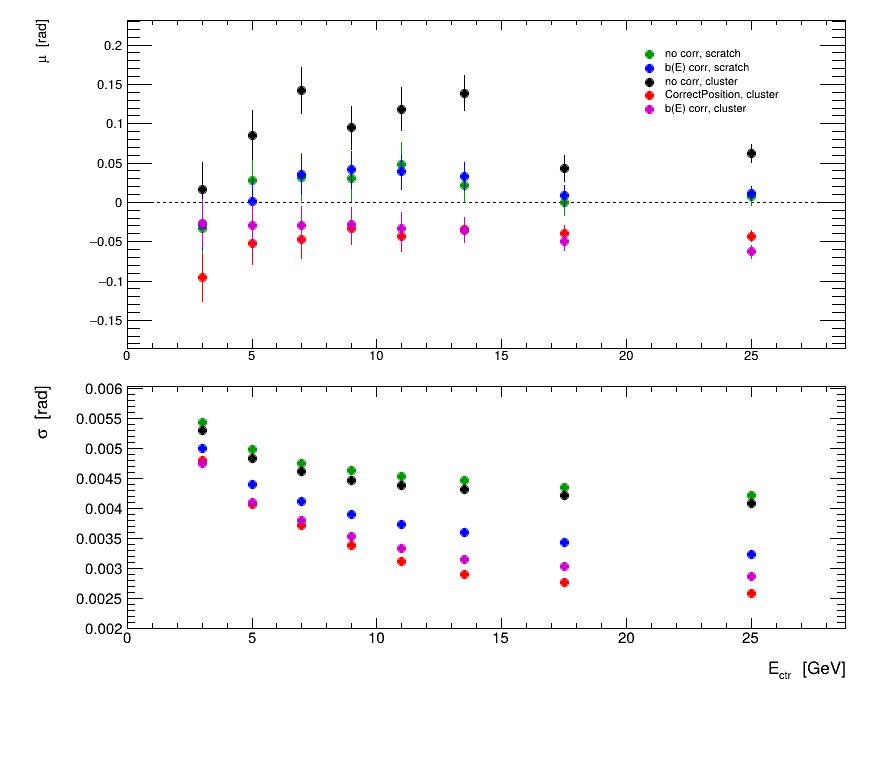 μ [rad]
0.2
0.15
0.1
0.05
0
−0.05
−0.1
−0.15
no corr, scratch
b(E) corr, scratch
no corr, cluster
CorrectPosition, cluster
b(E) corr, cluster
0 5 10 15 20 25
σ [rad]
0.006
0.0055
0.005
0.0045
0.004
0.0035
0.003
0.0025
0.002
0 5 10 15 20 25
E_ctr [GeV]